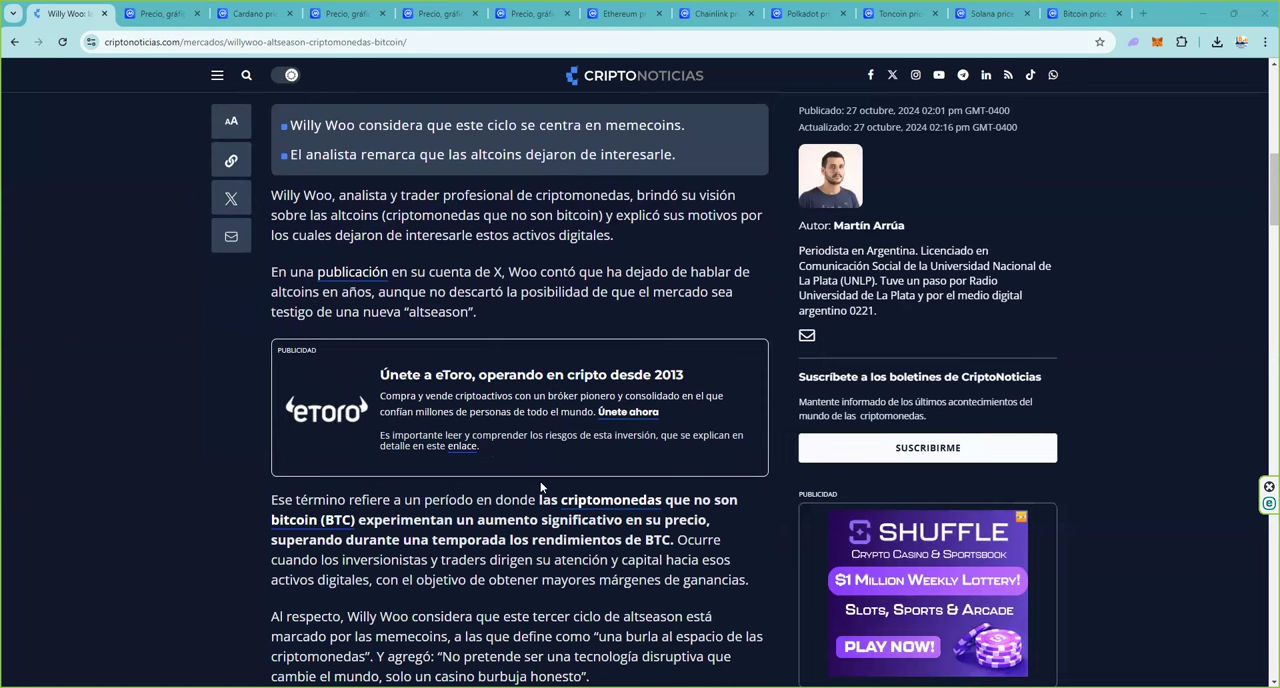 Willy Woo: l
Precio, gráfi
Cardano pr
Precio, gráfi
Precio, gráfi
Precio, gráfi
Ethereum p
Chainlink pr
Polkadot pr
Toncoin pric
Solana price
Bitcoin price
criptonoticias.com/mercados/willywoo-altseason-criptomonedas-bitcoin/
CRIPTONOTICIAS
AA
Willy Woo considera que este ciclo se centra en memecoins.
El analista remarca que las altcoins dejaron de interesarle.
Willy Woo, analista y trader profesional de criptomonedas, brindó su visión
sobre las altcoins (criptomonedas que no son bitcoin) y explicó sus motivos por
los cuales dejaron de interesarle estos activos digitales.
En una publicación en su cuenta de X, Woo contó que ha dejado de hablar de
altcoins en años, aunque no descartó la posibilidad de que el mercado sea
testigo de una nueva “altseason”.
PUBLICIDAD
eTORO
Únete a eToro, operando en cripto desde 2013
Compra y vende criptoactivos con un bróker pionero y consolidado en el que
confían millones de personas de todo el mundo. Únete ahora
Es importante leer y comprender los riesgos de esta inversión, que se explican en
detalle en este enlace.
Ese término refiere a un período en donde las criptomonedas que no son
bitcoin (BTC) experimentan un aumento significativo en su precio,
superando durante una temporada los rendimientos de BTC. Ocurre
cuando los inversionistas y traders dirigen su atención y capital hacia esos
activos digitales, con el objetivo de obtener mayores márgenes de ganancias.
Al respecto, Willy Woo considera que este tercer ciclo de altseason está
marcado por las memecoins, a las que define como “una burla al espacio de las
criptomonedas”. Y agregó: “No pretende ser una tecnología disruptiva que
cambie el mundo, solo un casino burbuja honesto”.
Publicado: 27 octubre, 2024 02:01 pm GMT-0400
Actualizado: 27 octubre, 2024 02:16 pm GMT-0400
Autor: Martín Arrúa
Periodista en Argentina. Licenciado en
Comunicación Social de la Universidad Nacional de
La Plata (UNLP). Tuve un paso por Radio
Universidad de La Plata y por el medio digital
argentino 0221.
Suscríbete a los boletines de CriptoNoticias
Mantente informado de los últimos acontecimientos del
mundo de las criptomonedas.
SUSCRIBIRME
PUBLICIDAD
SHUFFLE
CRYPTO CASINO & SPORTSBOOK
$1 MILLION WEEKLY LOTTERY!
SLOTS, SPORTS & ARCADE
PLAY NOW!